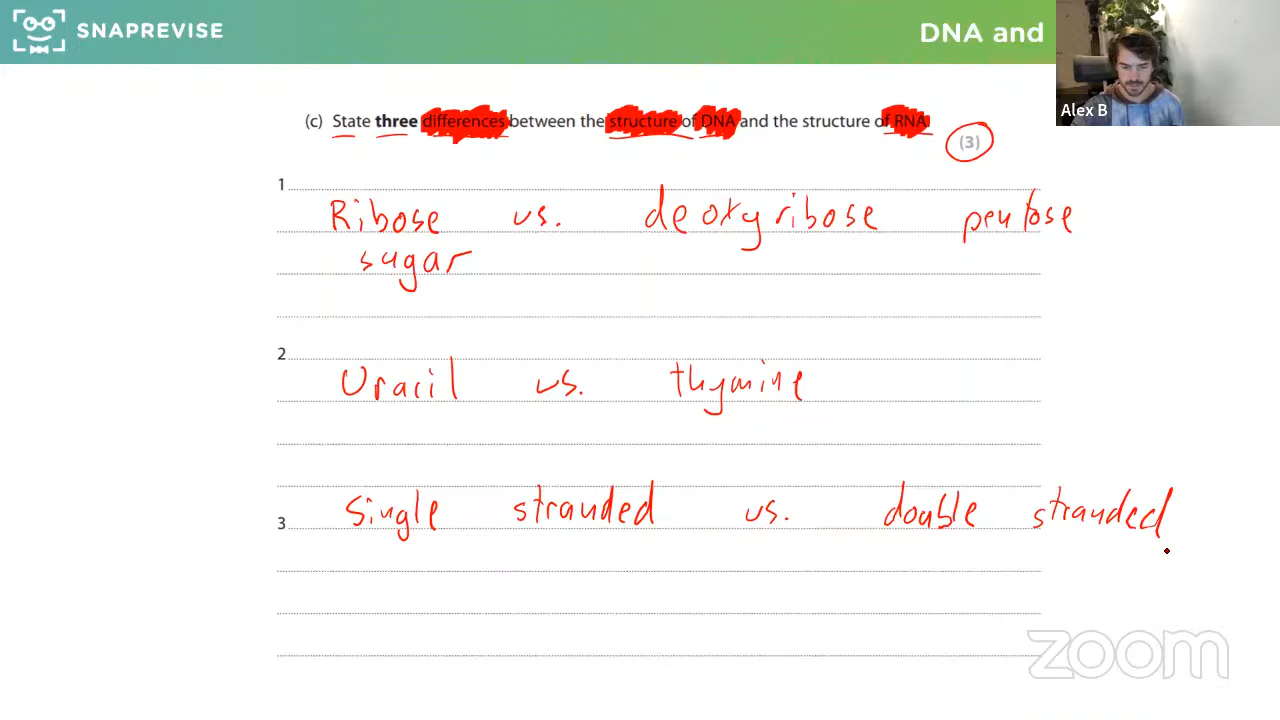 SNAPREVISE
DNA and
Alex B
(c) State three differences between the structure of DNA and the structure of RNA.
(3)
1
Ribose vs. deoxyribose pentose
sugar
2
Uracil vs. thymine
3
Single stranded vs. double stranded
zoom